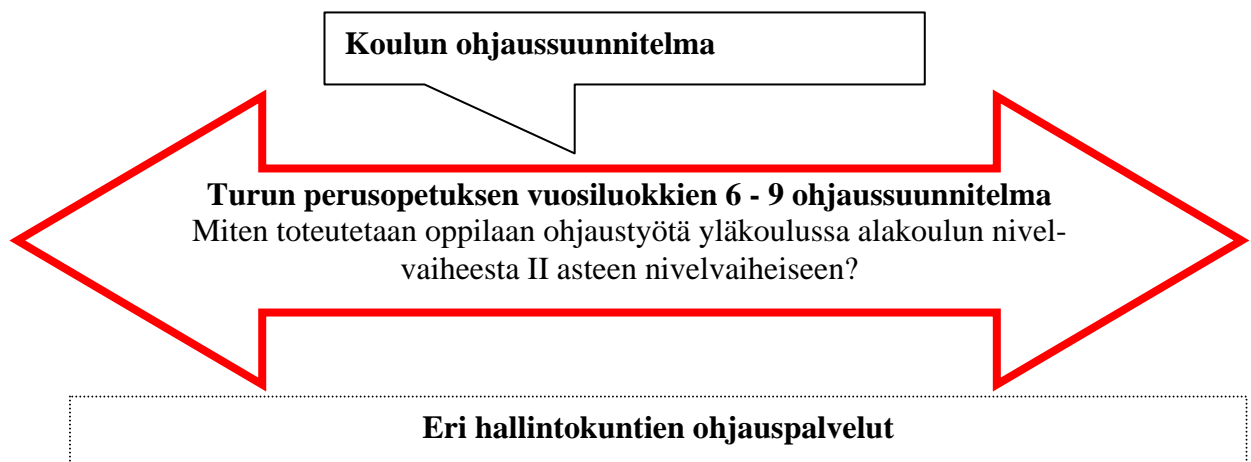 Koulun ohjaussuunnitelma
Turun perusopetuksen vuosiluokkien 6 - 9 ohjaussuunnitelma
Miten toteutetaan oppilaan ohjaustyötä yläkoulussa alakoulun nivel-
vaiheesta II asteen nivelvaiheiseen?
Eri hallintokuntien ohjauspalvelut